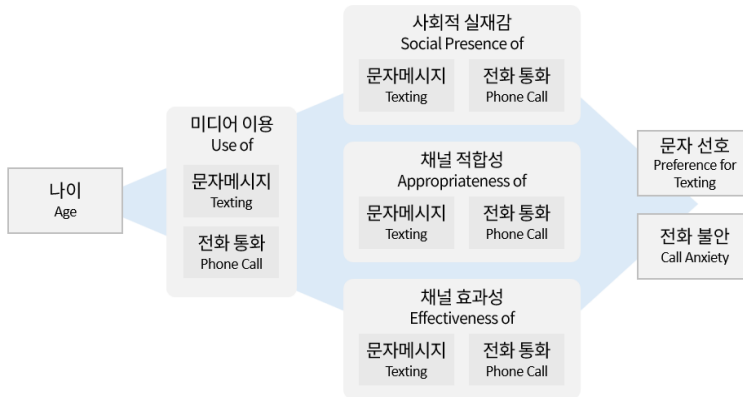 나이
Age
미디어 이용
Use of
문자메시지
Texting
전화 통화
Phone Call
사회적 실재감
Social Presence of
문자메시지
Texting
전화 통화
Phone Call
채널 적합성
Appropriateness of
문자메시지
Texting
전화 통화
Phone Call
채널 효과성
Effectiveness of
문자메시지
Texting
전화 통화
Phone Call
문자 선호
Preference for
Texting
전화 불안
Call Anxiety